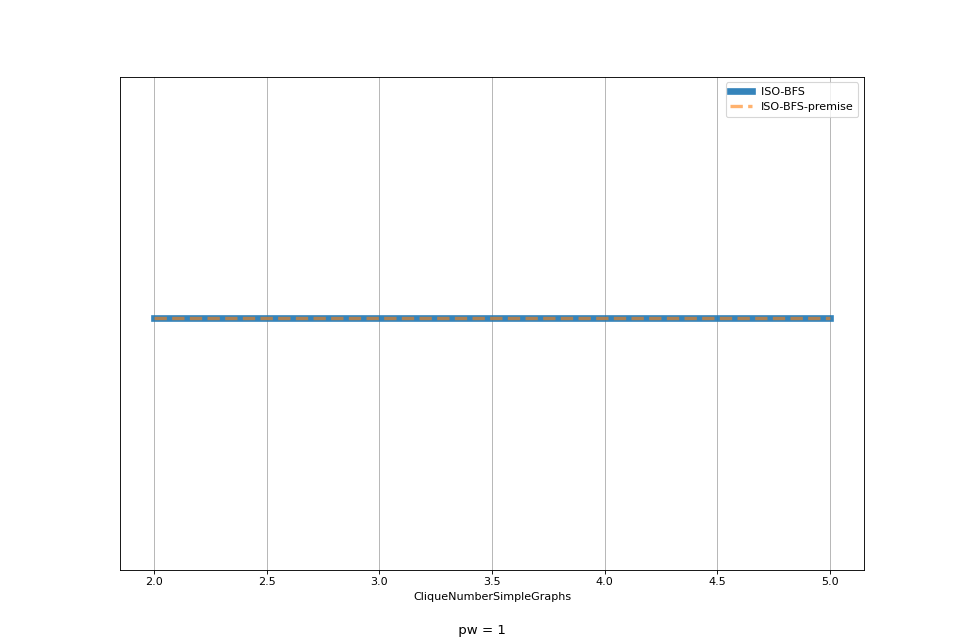 ISO-BFS
ISO-BFS-premise
2.0 2.5 3.0 3.5 4.0 4.5 5.0
CliqueNumberSimpleGraphs
pw = 1